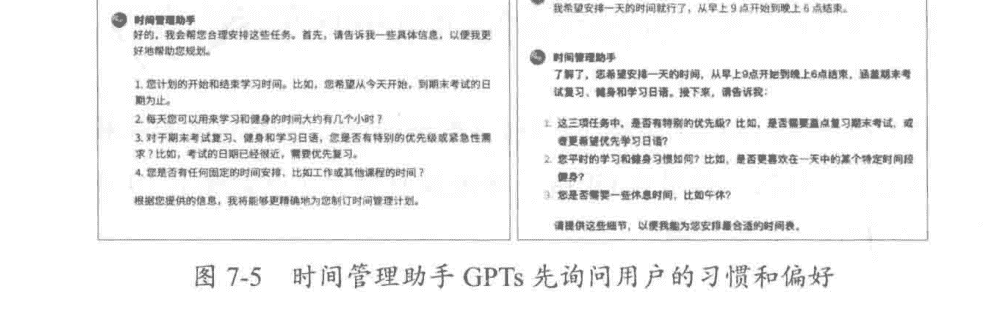 时间管理助手
好的，我会帮您合理安排这些任务。首先，请告诉我一些具体信息，以便我更
好地帮助您规划。
1. 您计划的开始和结束学习时间。比如，您希望从今天开始，到期末考试的日
期为止。
2. 每天您可以用来学习和健身的时间大约有几个小时？
3. 对于期末考试复习、健身和学习日语，您是否有特别的优先级或紧急性需
求？比如，考试的日期已经很近，需要优先复习。
4. 您是否有任何固定的时间安排，比如工作或其他课程的时间？
根据您提供的信息，我将能够更精确地为您制订时间管理计划。
我希望安排一天的时间就行了，从早上 9 点开始到晚上 6 点结束。
时间管理助手
了解了，您希望安排一天的时间，从早上9点开始到晚上6点结束，涵盖期末考
试复习、健身和学习日语。接下来，请告诉我：
1. 这三项任务中，是否有特别的优先级？比如，是否需要重点复习期末考试，或
者更希望优先学习日语？
2. 您平时的学习和健身习惯如何？比如，是否更喜欢在一天中的某个特定时间段
健身？
3. 您是否需要一些休息时间，比如午休？
请提供这些细节，以便我能为您安排最合适的时间表。
图 7-5 时间管理助手 GPTs 先询问用户的习惯和偏好